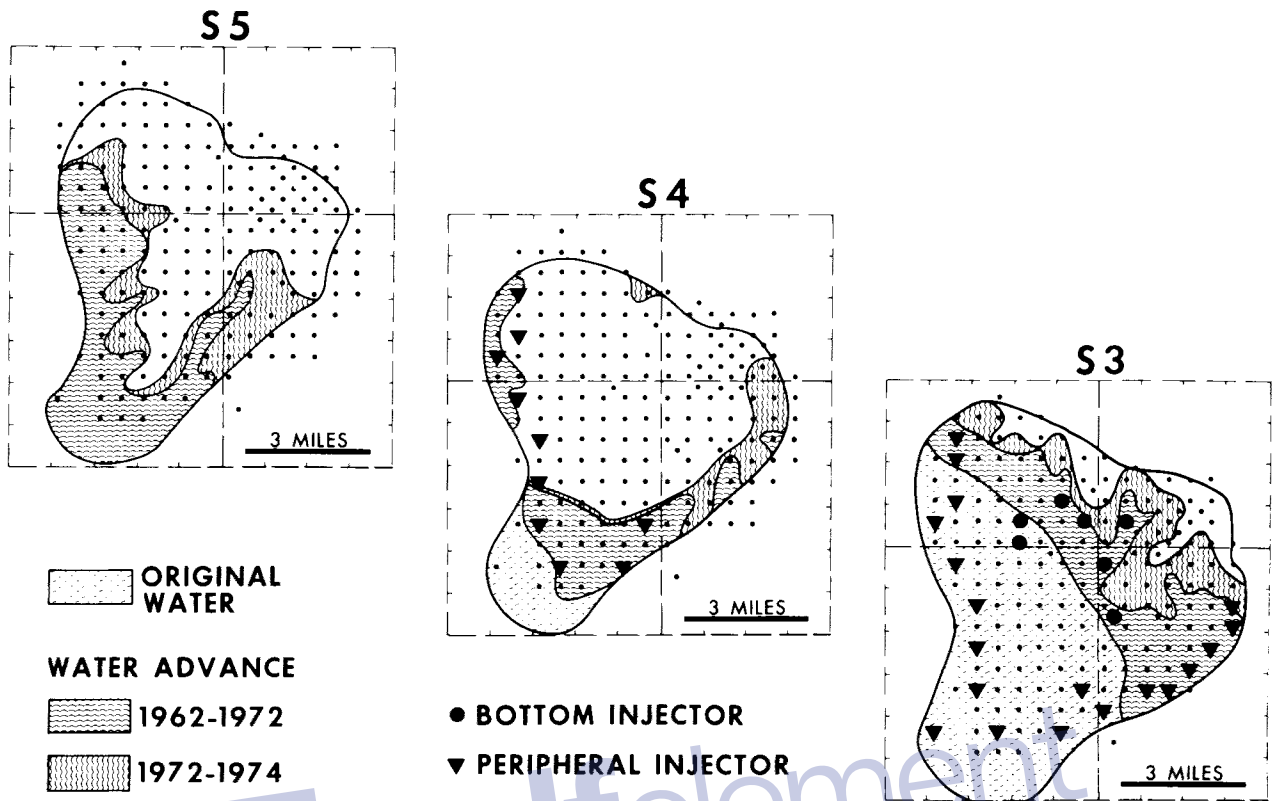 S5
3 MILES
S4
3 MILES
S3
3 MILES
ORIGINAL
WATER
WATER ADVANCE
1962-1972
1972-1974
BOTTOM INJECTOR
PERIPHERAL INJECTOR